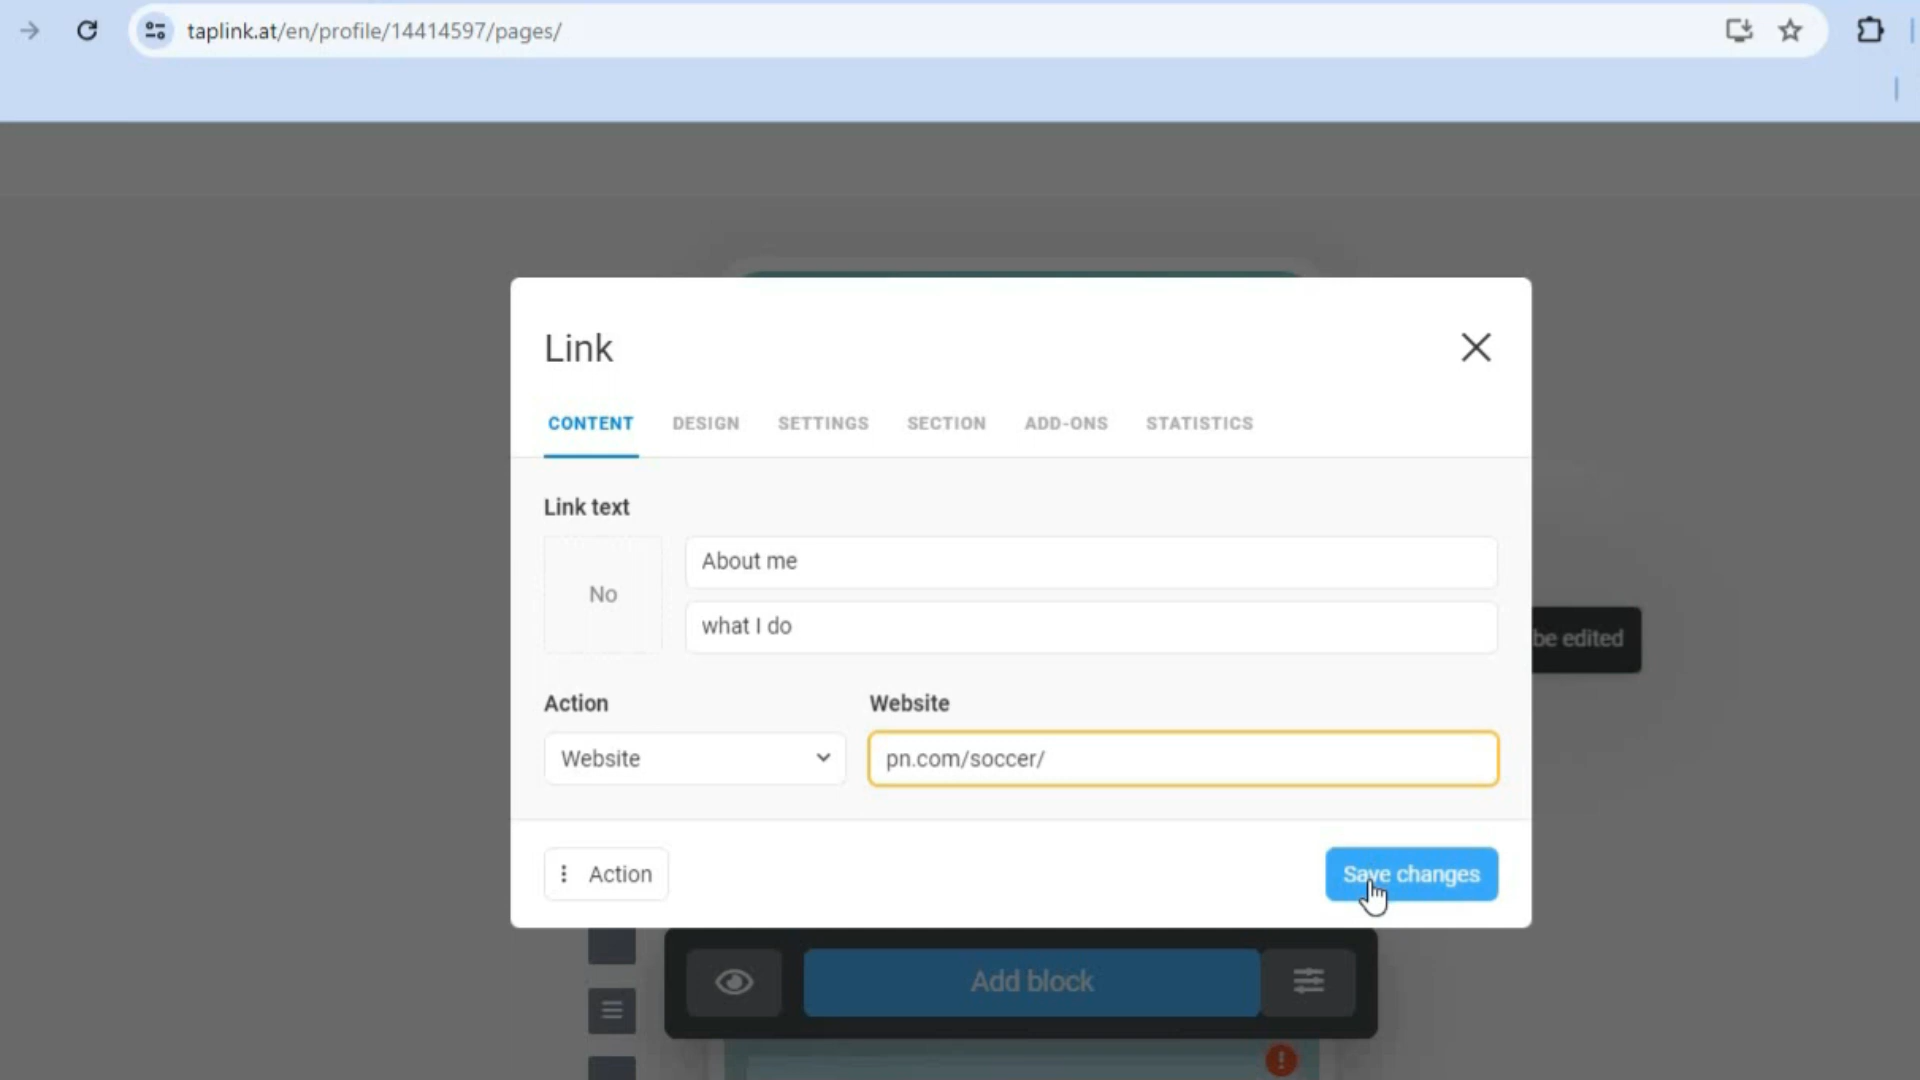 taplink.at/en/profile/14414597/pages/
Link
CONTENT DESIGN SETTINGS SECTION ADD-ONS STATISTICS
Link text
No
About me
what I do
be edited
Action Website
Website pn.com/soccer/
Action Save changes
Add block